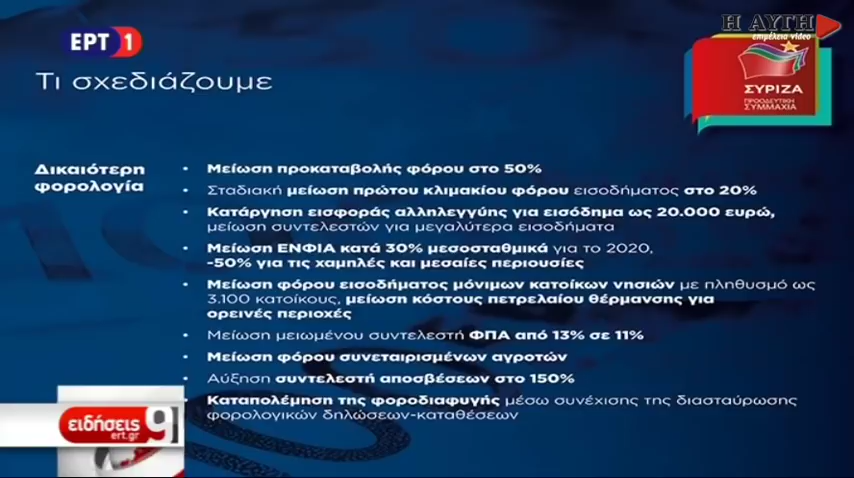 ΕΡΤ 1
Η ΑΥΓΗ
επιμέλεια video
Τι σχεδιάζουμε
ΣΥΡΙΖΑ
ΠΡΟΟΔΕΥΤΙΚΗ
ΣΥΜΜΑΧΙΑ
Δικαιότερη
φορολογία
• Μείωση προκαταβολής φόρου στο 50%
• Σταδιακή μείωση πρώτου κλιμακίου φόρου εισοδήματος στο 20%
• Κατάργηση εισφοράς αλληλεγγύης για εισόδημα ως 20.000 ευρώ,
μείωση συντελεστών για μεγαλύτερα εισοδήματα
• Μείωση ΕΝΦΙΑ κατά 30% μεσοσταθμικά για το 2020,
-50% για τις χαμηλές και μεσαίες περιουσίες
• Μείωση φόρου εισοδήματος μόνιμων κατοίκων νησιών με πληθυσμό ως
3.100 κατοίκους, μείωση κόστους πετρελαίου θέρμανσης για
ορεινές περιοχές
• Μείωση μειωμένου συντελεστή ΦΠΑ από 13% σε 11%
• Μείωση φόρου συνεταιρισμένων αγροτών
• Αύξηση συντελεστή αποσβέσεων στο 150%
• Καταπολέμηση της φοροδιαφυγής μέσω συνέχισης της διασταύρωσης
φορολογικών δηλώσεων-καταθέσεων
ειδήσεις 9
ert.gr